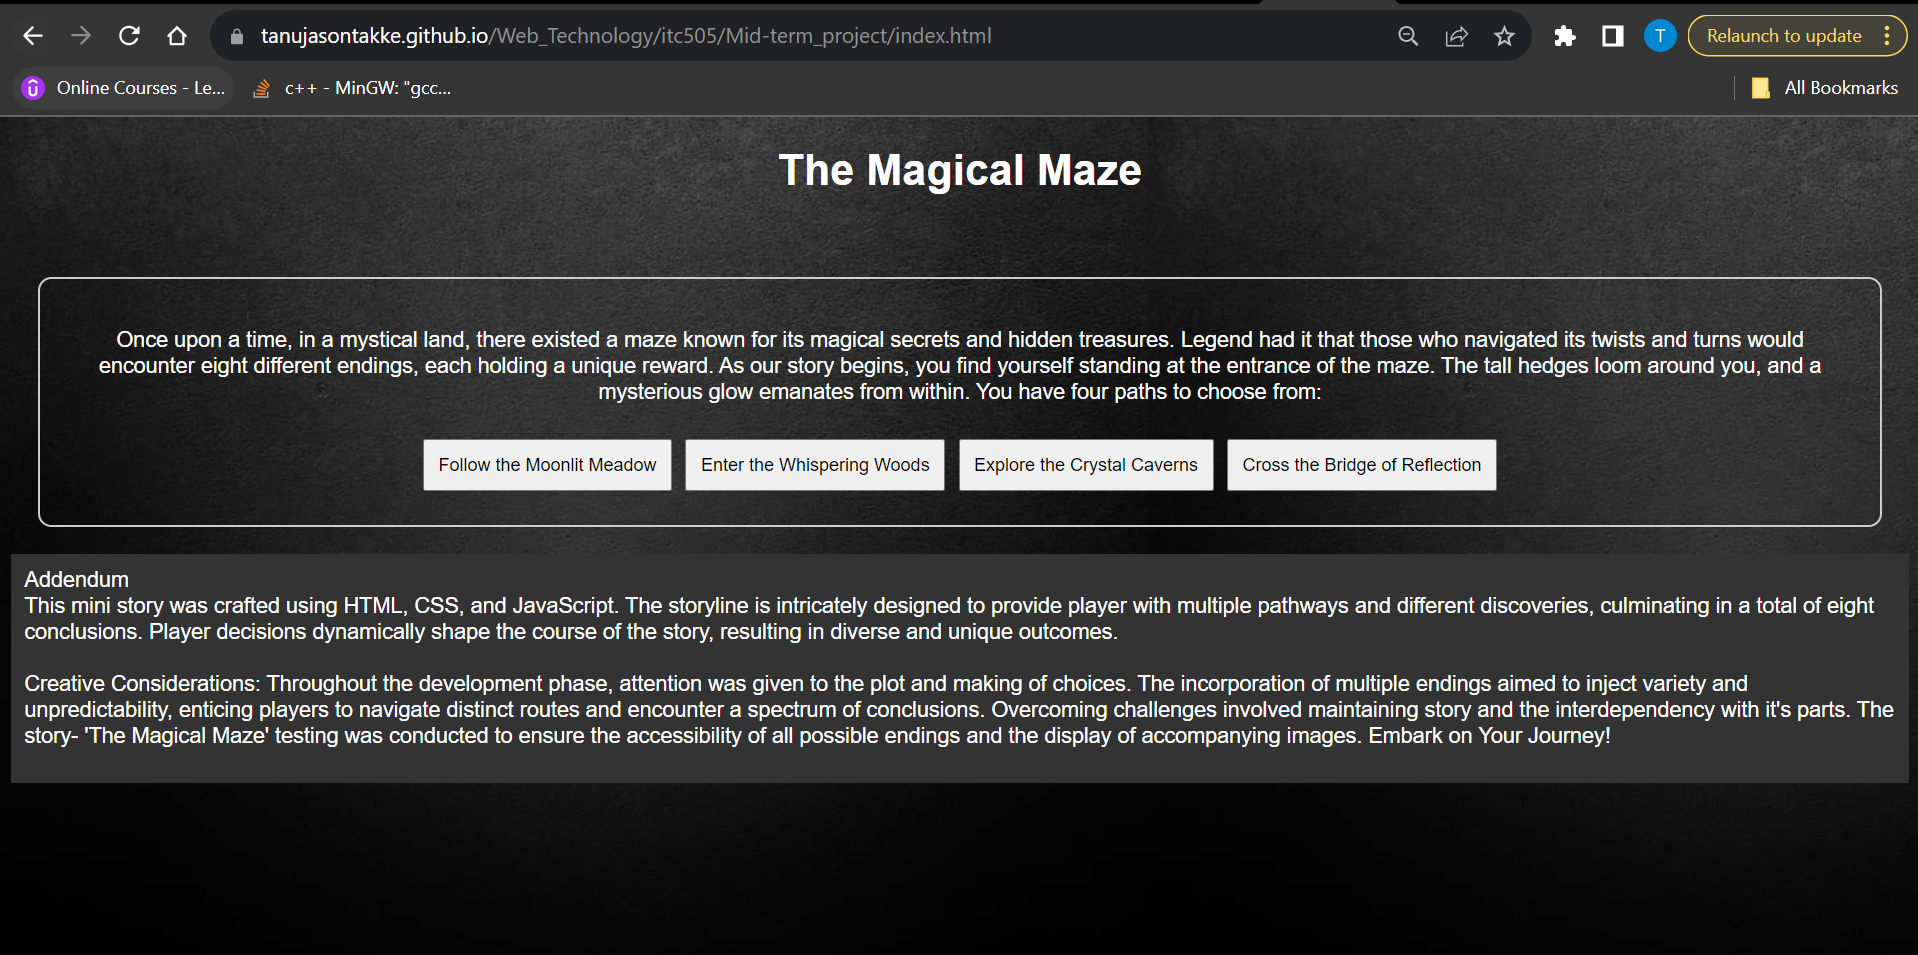 tanujasontakke.github.io/Web_Technology/itc505/Mid-term_project/index.html
T
Relaunch to update
Online Courses - Le...
c++ - MinGW: "gcc...
All Bookmarks
The Magical Maze
Once upon a time, in a mystical land, there existed a maze known for its magical secrets and hidden treasures. Legend had it that those who navigated its twists and turns would
encounter eight different endings, each holding a unique reward. As our story begins, you find yourself standing at the entrance of the maze. The tall hedges loom around you, and a
mysterious glow emanates from within. You have four paths to choose from:
Follow the Moonlit Meadow
Enter the Whispering Woods
Explore the Crystal Caverns
Cross the Bridge of Reflection
Addendum
This mini story was crafted using HTML, CSS, and JavaScript. The storyline is intricately designed to provide player with multiple pathways and different discoveries, culminating in a total of eight
conclusions. Player decisions dynamically shape the course of the story, resulting in diverse and unique outcomes.
Creative Considerations: Throughout the development phase, attention was given to the plot and making of choices. The incorporation of multiple endings aimed to inject variety and
unpredictability, enticing players to navigate distinct routes and encounter a spectrum of conclusions. Overcoming challenges involved maintaining story and the interdependency with it's parts. The
story- 'The Magical Maze' testing was conducted to ensure the accessibility of all possible endings and the display of accompanying images. Embark on Your Journey!